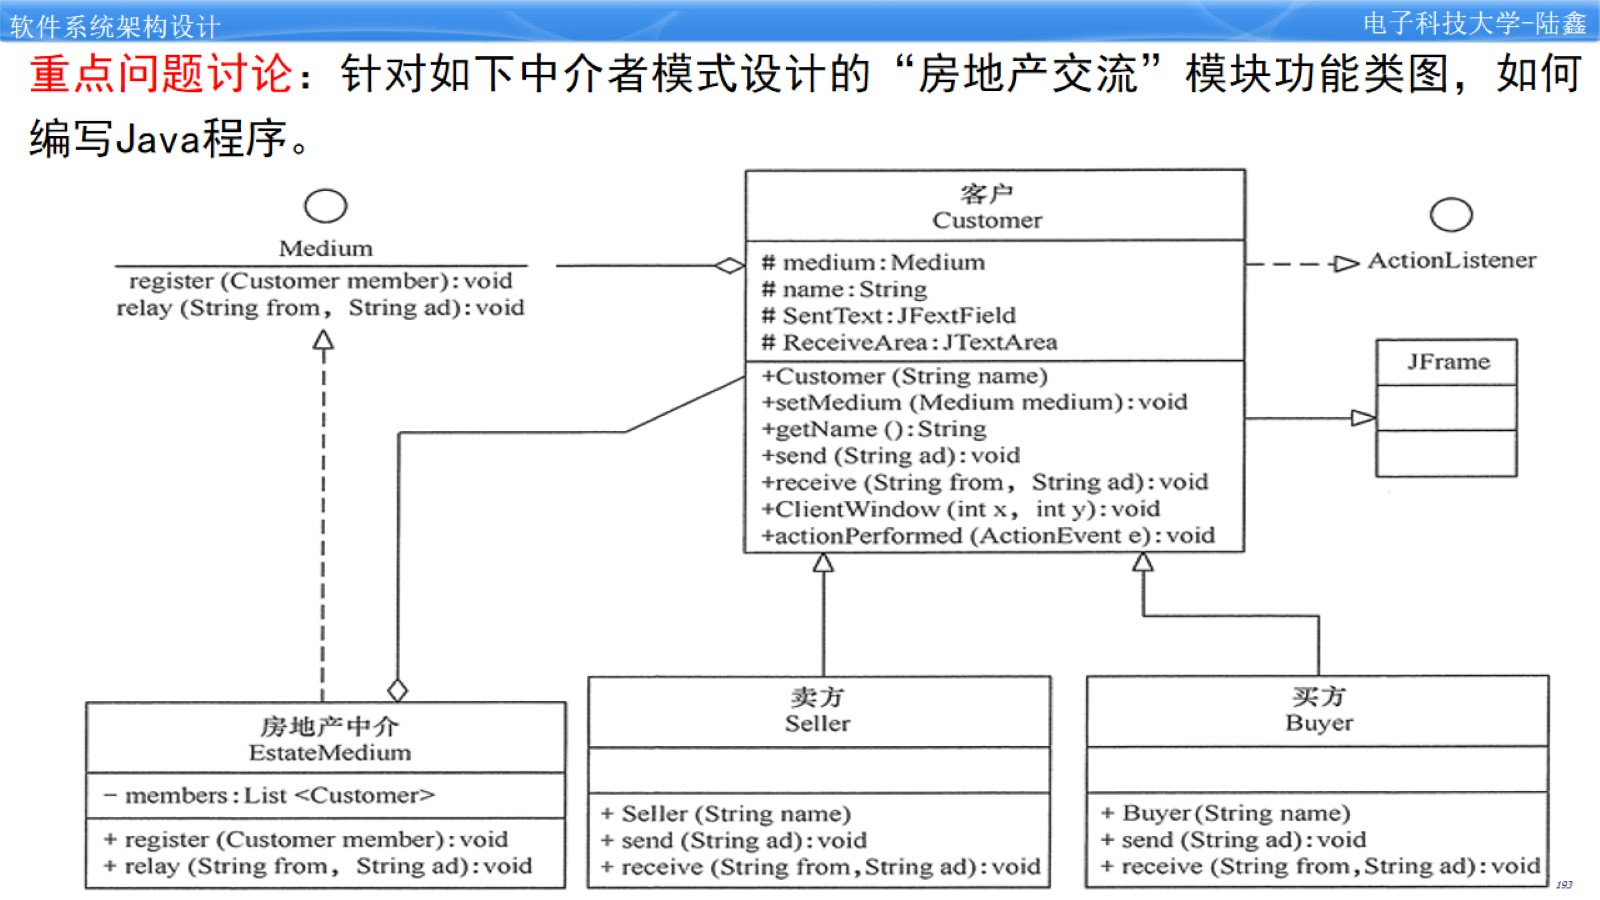 软件系统架构设计
电子科技大学-陆鑫
重点问题讨论：针对如下中介者模式设计的“房地产交流”模块功能类图，如何
编写Java程序。
Medium
register (Customer member):void
relay (String from, String ad):void
客户
Customer
# medium:Medium
# name:String
# SentText:JFextField
# ReceiveArea:JTextArea
+Customer (String name)
+setMedium (Medium medium):void
+getName ():String
+send (String ad):void
+receive (String from, String ad):void
+ClientWindow (int x, int y):void
+actionPerformed (ActionEvent e):void
ActionListener
JFrame
房地产中介
EstateMedium
- members:List <Customer>
+ register (Customer member):void
+ relay (String from, String ad):void
卖方
Seller
+ Seller (String name)
+ send (String ad):void
+ receive (String from,String ad):void
买方
Buyer
+ Buyer(String name)
+ send (String ad):void
+ receive (String from,String ad):void
193